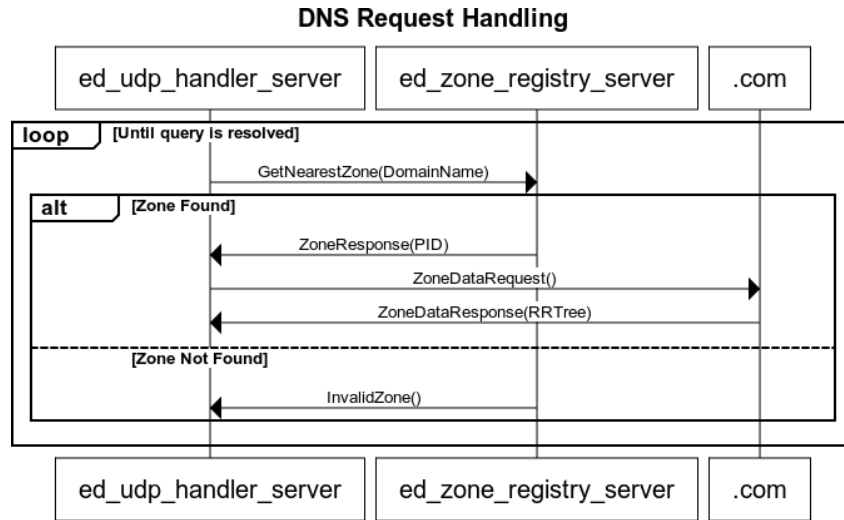 DNS Request Handling
ed_udp_handler_server
ed_zone_registry_server
.com
loop
[Until query is resolved]
GetNearestZone(DomainName)
alt
[Zone Found]
ZoneResponse(PID)
ZoneDataRequest()
ZoneDataResponse(RRTree)
[Zone Not Found]
InvalidZone()
ed_udp_handler_server
ed_zone_registry_server
.com